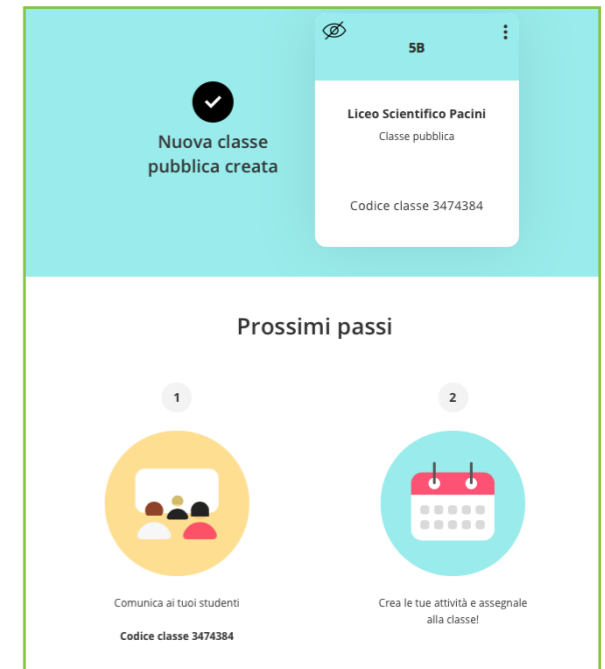 5B
Nuova classe
pubblica creata
Liceo Scientifico Pacini
Classe pubblica
Codice classe 3474384
Prossimi passi
1
2
Comunica ai tuoi studenti
Codice classe 3474384
Crea le tue attività e assegnale
alla classe!